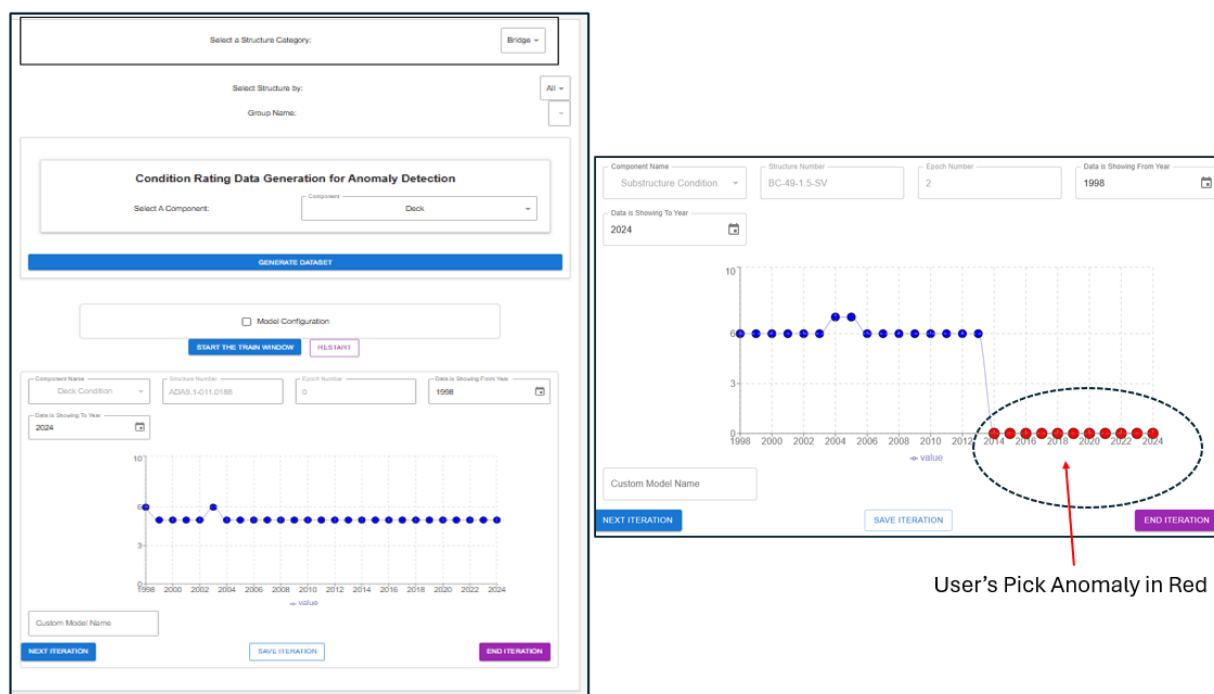 Select a Structure Category:
Bridge
Select Structure by:
All
Group Name:
Condition Rating Data Generation for Anomaly Detection
Select A Component:
Component
Deck
GENERATE DATASET
Model Configuration
START THE TRAIN WINDOW
RESTART
Component Name
Deck Condition
Structure Number
ADA9.1-011.0188
Epoch Number
0
Data is Showing From Year
1998
Data is Showing To Year
2024
10
6
3
0
1998 2000 2002 2004 2006 2008 2010 2012 2014 2016 2018 2020 2022 2024
value
Custom Model Name
NEXT ITERATION
SAVE ITERATION
END ITERATION
Component Name
Substructure Condition
Structure Number
BC-49-1.5-SV
Epoch Number
2
Data is Showing From Year
1998
Data is Showing To Year
2024
10
6
3
0
1998 2000 2002 2004 2006 2008 2010 2012 2014 2016 2018 2020 2022 2024
value
Custom Model Name
NEXT ITERATION
SAVE ITERATION
END ITERATION
User's Pick Anomaly in Red